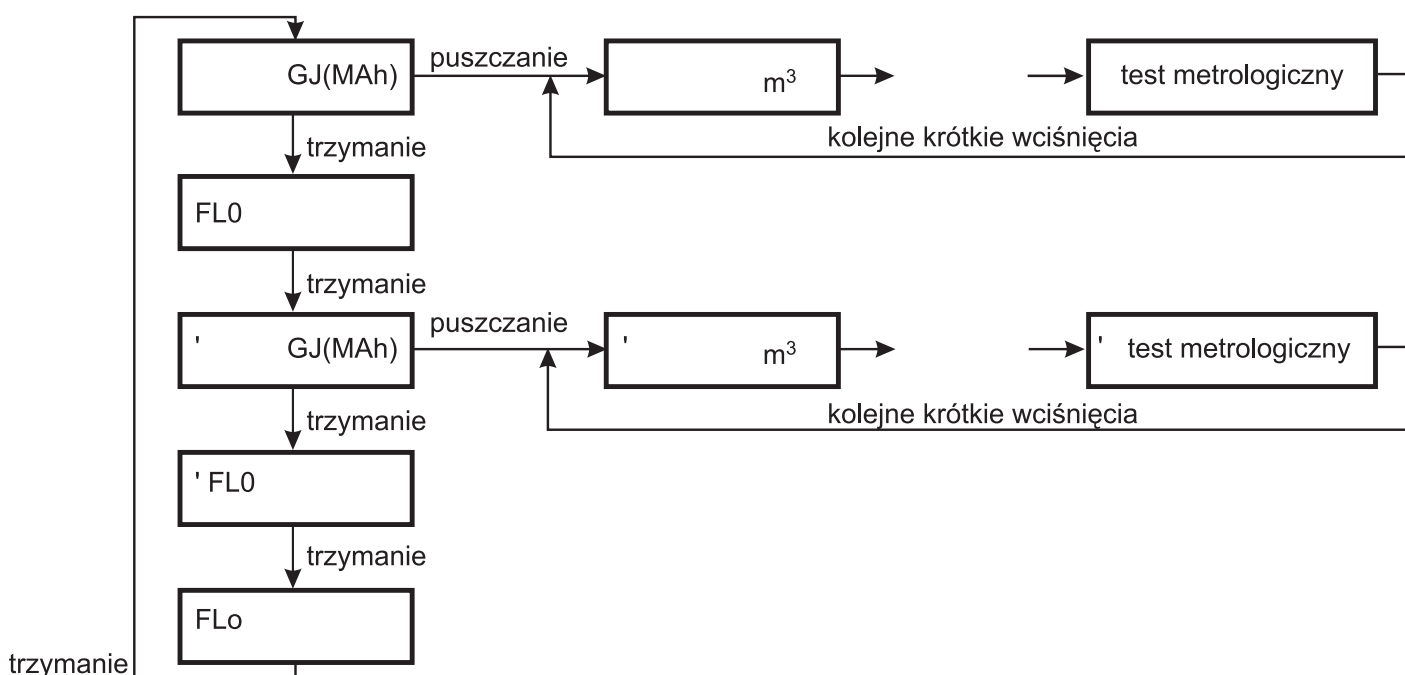 GJ(MAh)
puszczanie
m³
test metrologiczny
kolejne krótkie wciśnięcia
trzymanie
FL0
trzymanie
' GJ(MAh)
puszczanie
' m³
' test metrologiczny
kolejne krótkie wciśnięcia
trzymanie
' FL0
trzymanie
FLo
trzymanie